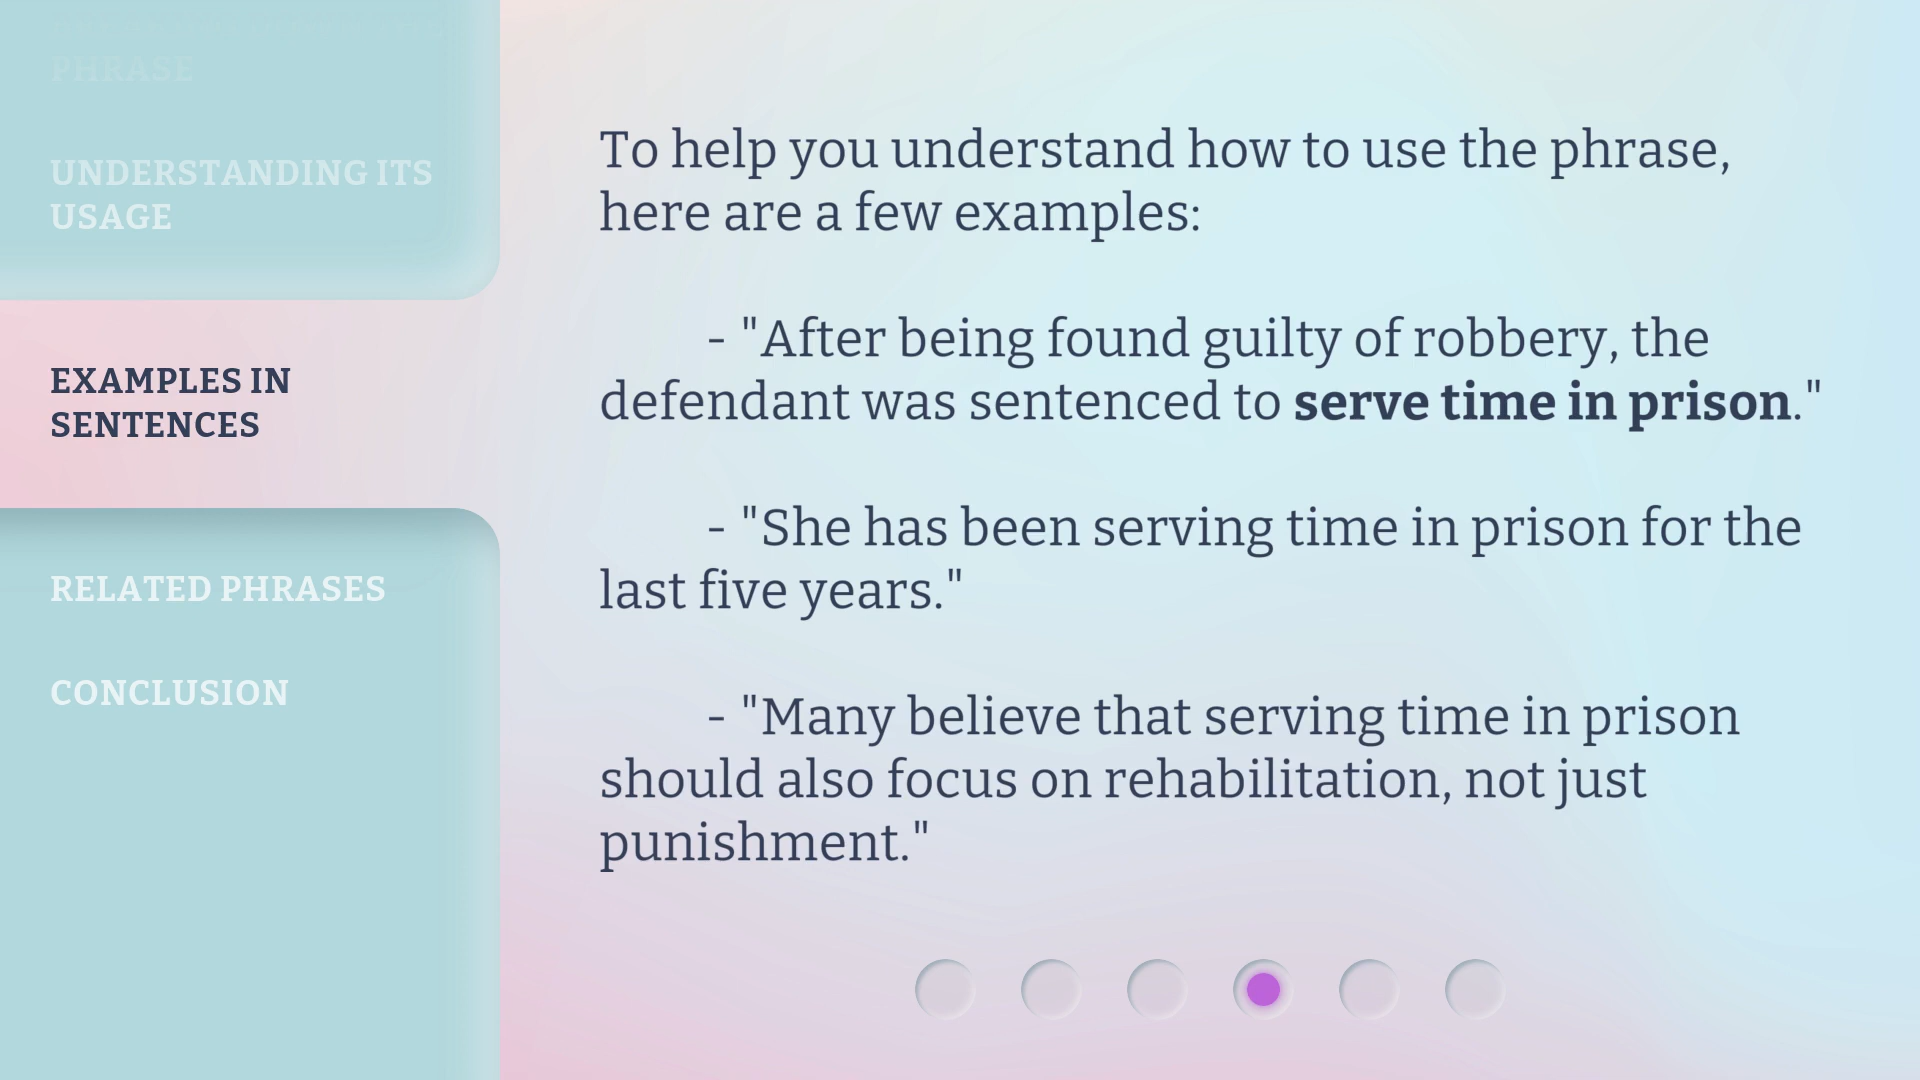 PHRASE
UNDERSTANDING ITS
USAGE
EXAMPLES IN
SENTENCES
RELATED PHRASES
CONCLUSION
To help you understand how to use the phrase,
here are a few examples:
- "After being found guilty of robbery, the
defendant was sentenced to serve time in prison."
- "She has been serving time in prison for the
last five years."
- "Many believe that serving time in prison
should also focus on rehabilitation, not just
punishment."